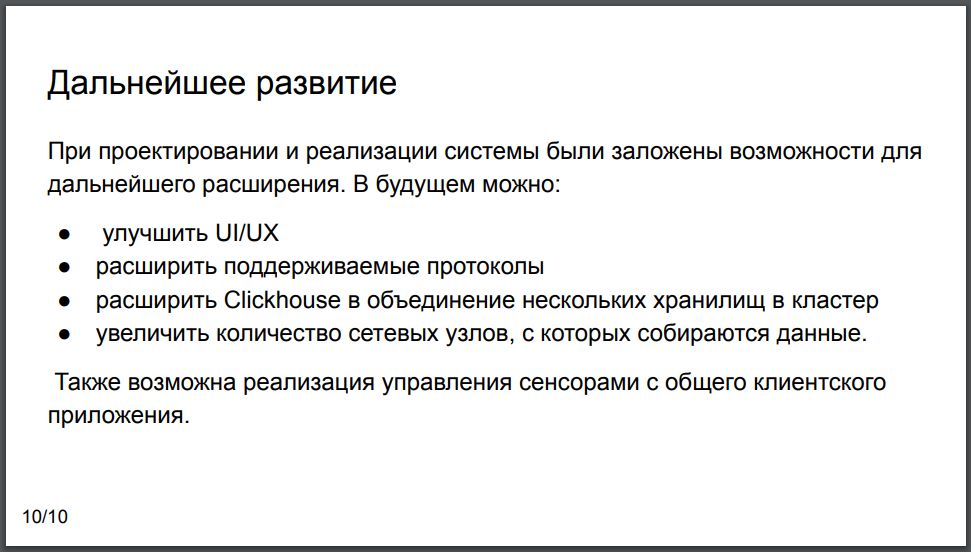 Дальнейшее развитие
При проектировании и реализации системы были заложены возможности для
дальнейшего расширения. В будущем можно:
● улучшить UI/UX
● расширить поддерживаемые протоколы
● расширить Clickhouse в объединение нескольких хранилищ в кластер
● увеличить количество сетевых узлов, с которых собираются данные.
Также возможна реализация управления сенсорами с общего клиентского
приложения.
10/10